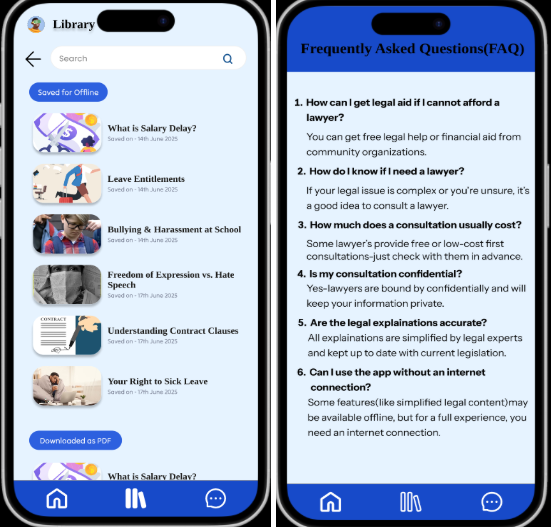 Library
Search
Saved for Offline
What is Salary Delay?
Saved on - 14th June 2025
Leave Entitlements
Saved on - 14th June 2025
Bullying & Harassment at School
Saved on - 14th June 2025
Freedom of Expression vs. Hate
Speech
Saved on - 17th June 2025
CONTRACT
Understanding Contract Clauses
Saved on - 17th June 2025
Your Right to Sick Leave
Saved on - 17th June 2025
Downloaded as PDF
What is Salary Delay?
Frequently Asked Questions(FAQ)
1. How can I get legal aid if I cannot afford a
lawyer?
You can get free legal help or financial aid from
community organizations.
2. How do I know if I need a lawyer?
If your legal issue is complex or you're unsure, it's
a good idea to consult a lawyer.
3. How much does a consultation usually cost?
Some lawyer's provide free or low-cost first
consultations-just check with them in advance.
4. Is my consultation confidential?
Yes-lawyers are bound by confidentially and will
keep your information private.
5. Are the legal explainations accurate?
All explainations are simplified by legal experts
and kept up to date with current legislation.
6. Can I use the app without an internet
connection?
Some features(like simplified legal content)may
be available offline, but for a full experience, you
need an internet connection.